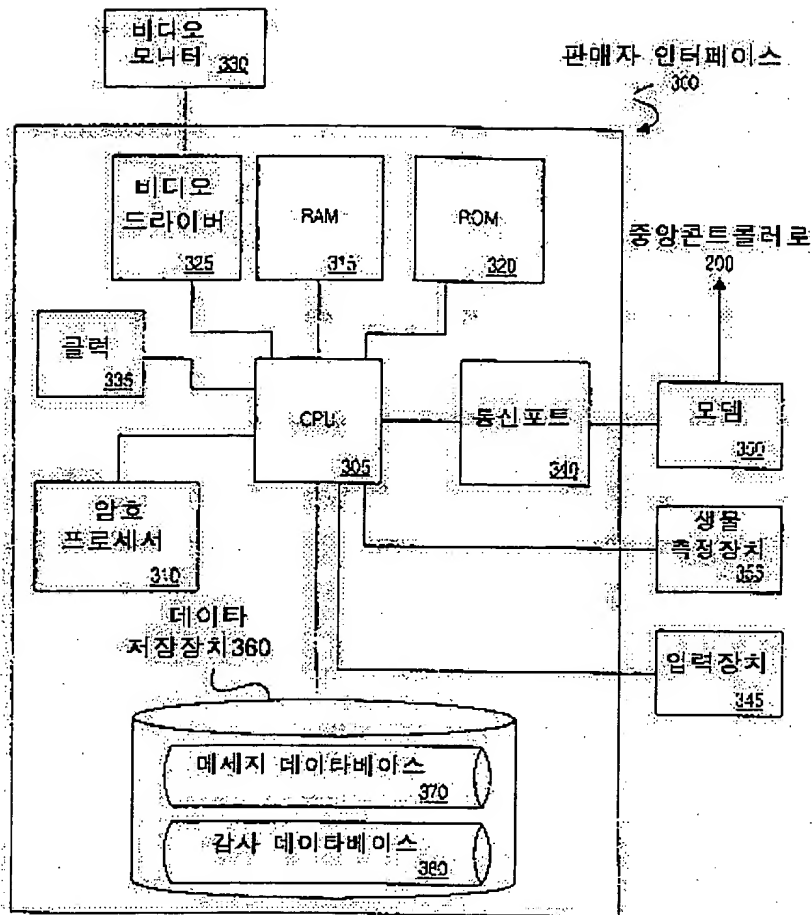 비디오
모니터 330
판매자 인터페이스
300
비디오
드라이버
325
RAM
315
ROM
320
중앙콘트롤러로
200
클럭
335
CPU
305
통신포트
340
모뎀
350
암호
프로세서
310
생물
측정장치
355
데이타
저장장치360
입력장치
345
메세지 데이타베이스
370
감사 데이타베이스
380